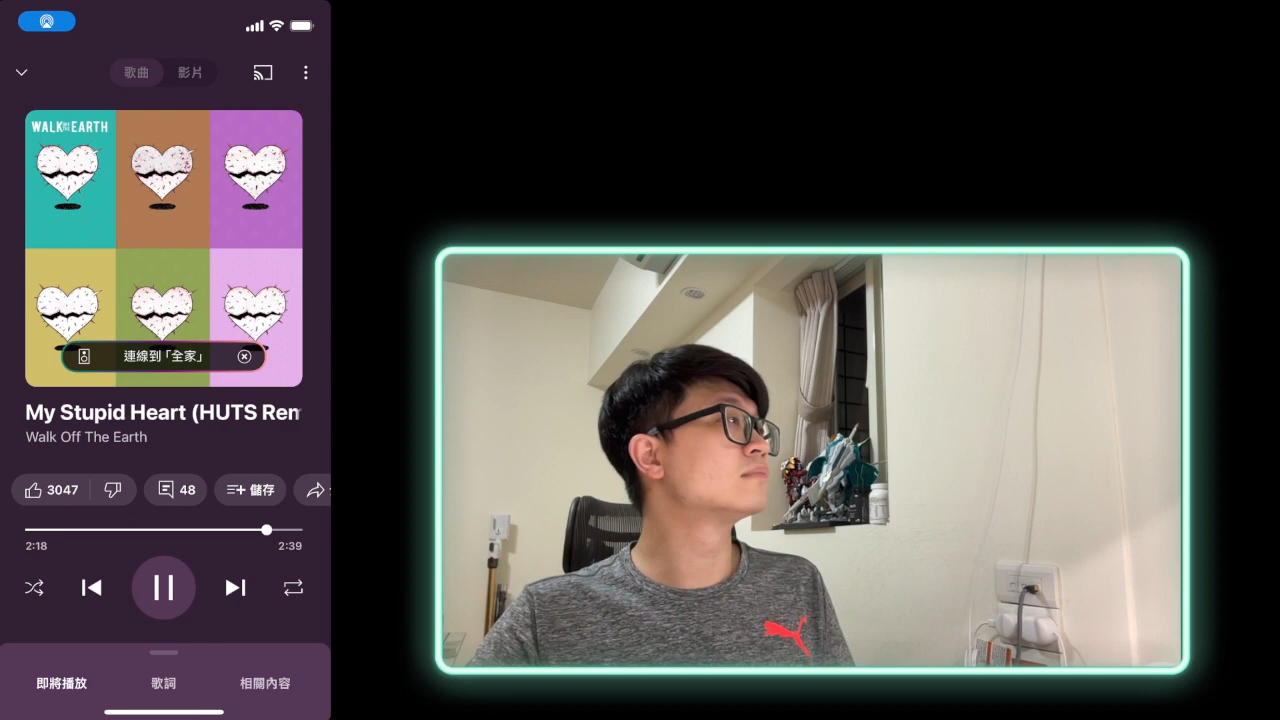 歌曲
影片
WALK OFF THE EARTH
連線到「全家」
My Stupid Heart (HUTS Rem
Walk Off The Earth
3047
48
儲存
2:18
2:39
即將播放
歌詞
相關內容